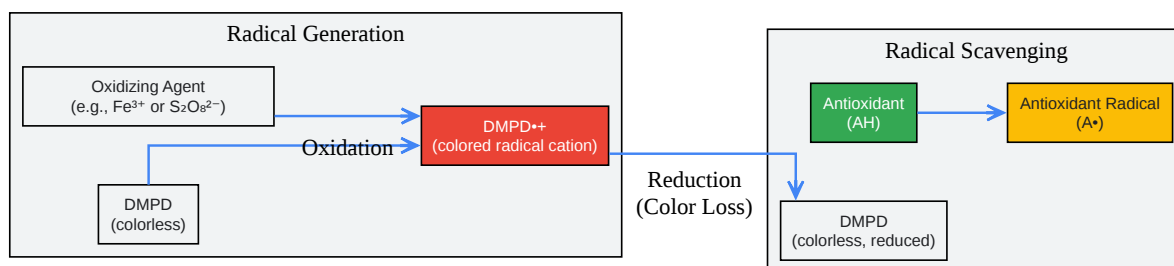 Radical Generation
Oxidizing Agent
(e.g., Fe³⁺ or S₂O₈²⁻)
DMPD•+
(colored radical cation)
Oxidation
DMPD
(colorless)
Reduction
(Color Loss)
Radical Scavenging
Antioxidant
(AH)
Antioxidant Radical
(A•)
DMPD
(colorless, reduced)